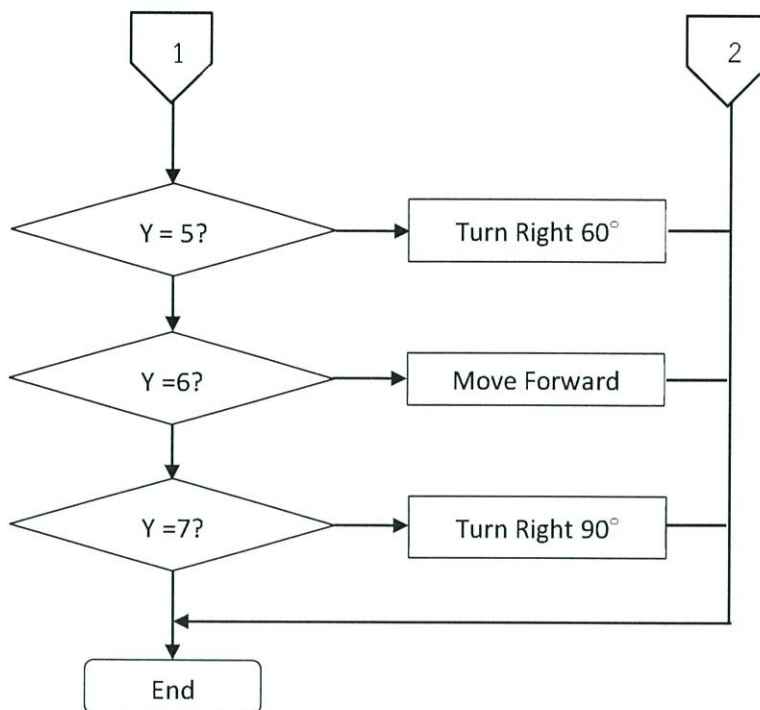 1
2
Y = 5?
Turn Right 60°
Y =6?
Move Forward
Y =7?
Turn Right 90°
End